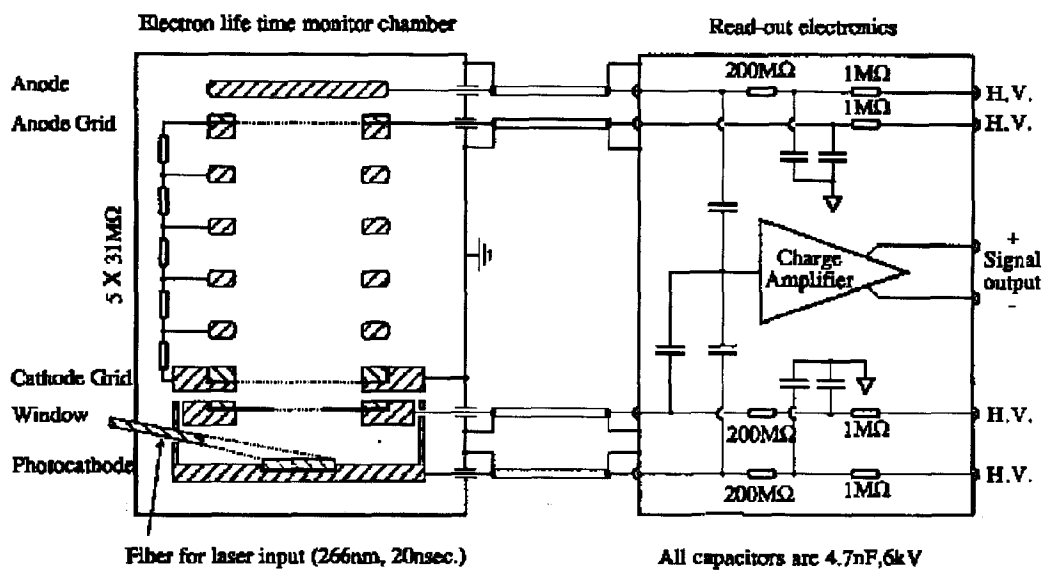 Electron life time monitor chamber
Read-out electronics
Anode
Anode Grid
5 X 31MΩ
Cathode Grid
Window
Photocathode
200MΩ
1MΩ
H.V.
1MΩ
H.V.
Charge
Amplifier
+
Signal
output
-
200MΩ
1MΩ
H.V.
200MΩ
1MΩ
H.V.
Fiber for laser input (266nm, 20nsec.)
All capacitors are 4.7nF,6kV